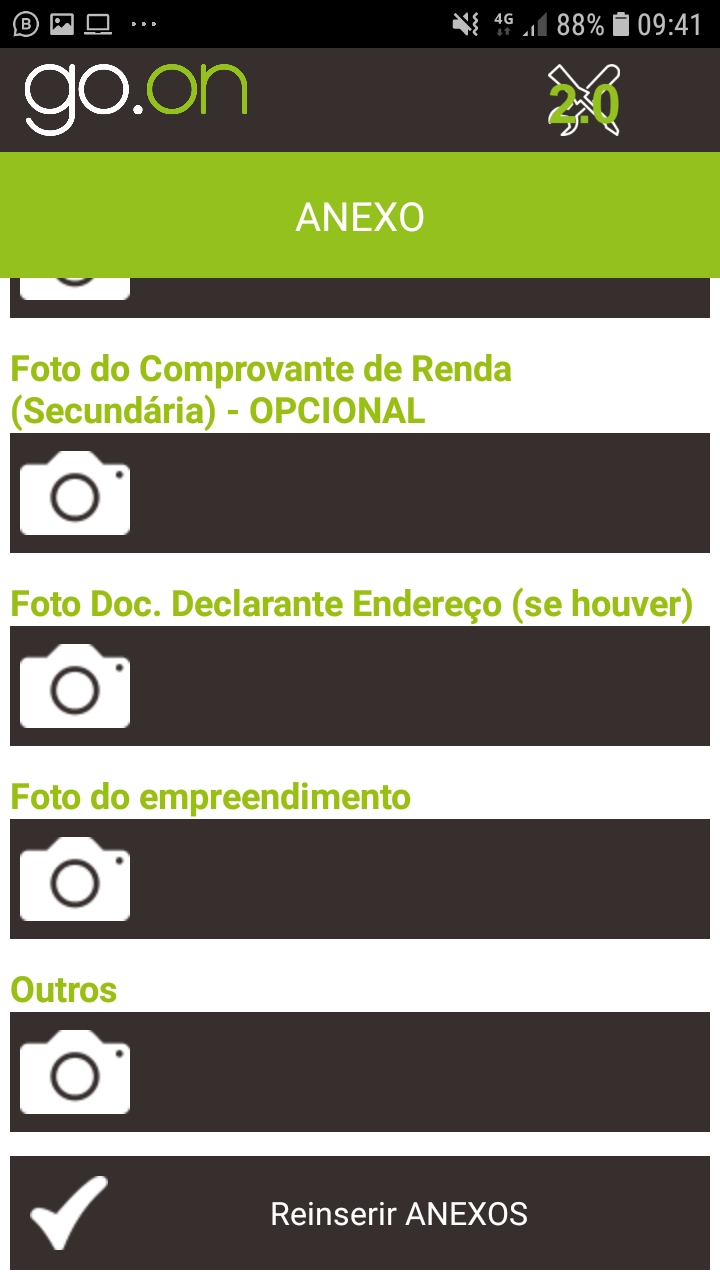 4G 88% 09:41
go.on 2.0
ANEXO
Foto do Comprovante de Renda
(Secundária) - OPCIONAL
Foto Doc. Declarante Endereço (se houver)
Foto do empreendimento
Outros
Reinserir ANEXOS